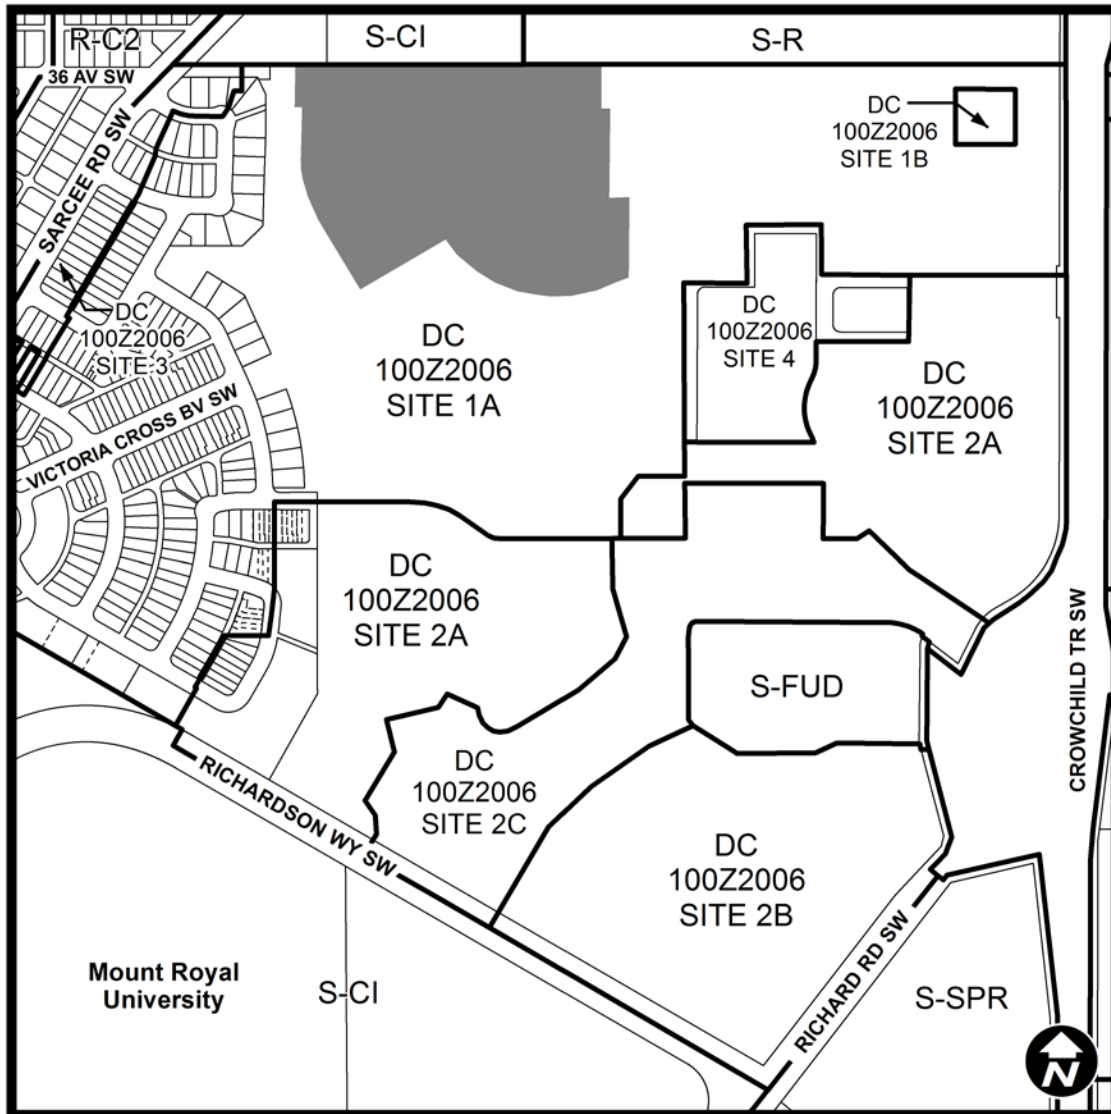 R-C2
S-CI
S-R
36 AV SW
SARCEE RD SW
DC
100Z2006
SITE 1B
DC
100Z2006
SITE 3
DC
100Z2006
SITE 1A
DC
100Z2006
SITE 4
DC
100Z2006
SITE 2A
VICTORIA CROSS BV SW
DC
100Z2006
SITE 2A
CROWCHILD TR SW
S-FUD
DC
100Z2006
SITE 2C
RICHARDSON WY SW
DC
100Z2006
SITE 2B
RICHARD RD SW
Mount Royal
University
S-CI
S-SPR
N